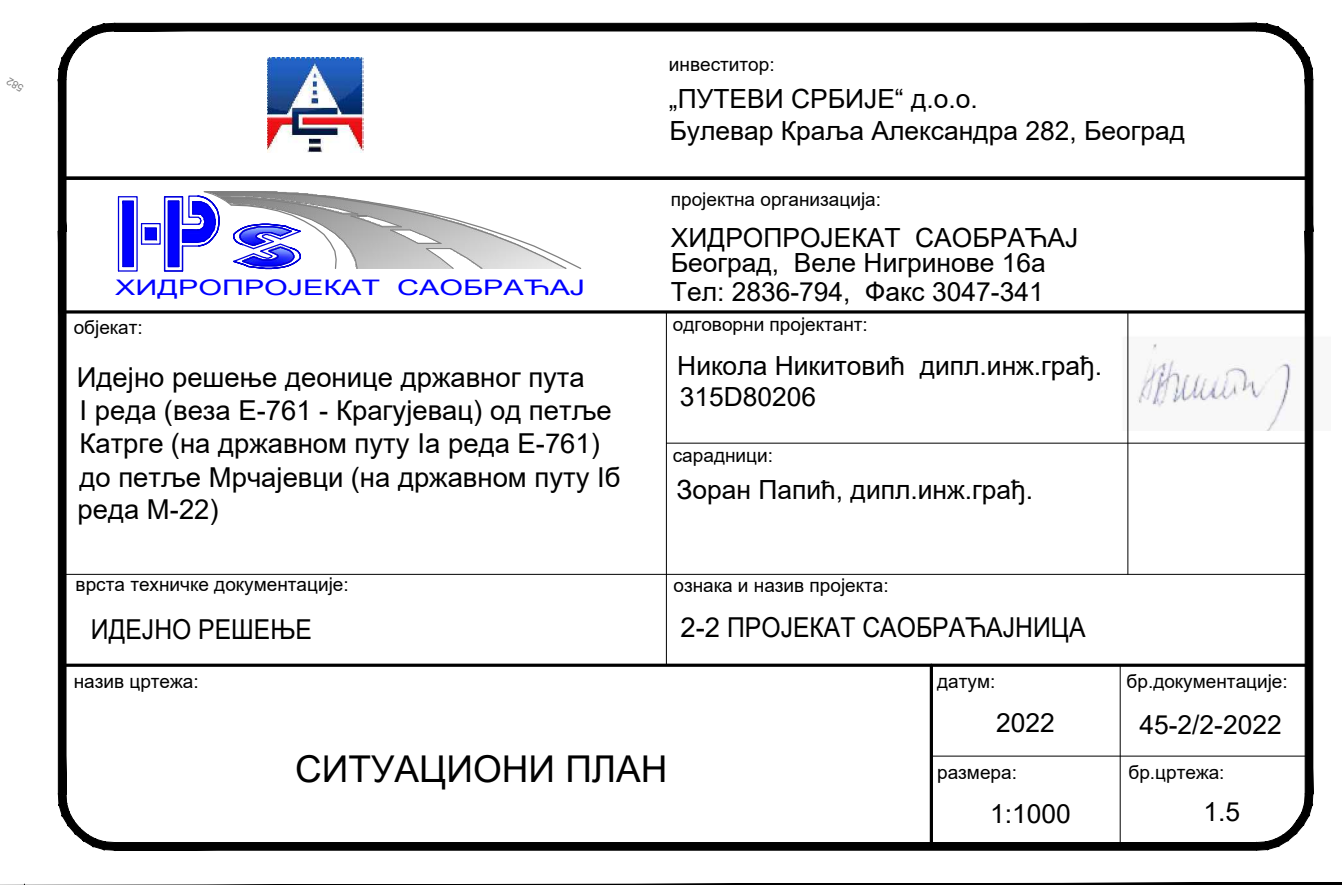 582
инвеститор:
„ПУТЕВИ СРБИЈЕ“ д.о.о.
Булевар Краља Александра 282, Београд
HPs
ХИДРОПРОЈЕКАТ САОБРАЋАЈ
пројектна организација:
ХИДРОПРОЈЕКАТ САОБРАЋАЈ
Београд, Веле Нигринове 16а
Тел: 2836-794, Факс 3047-341
објекат:
Идејно решење деонице државног пута
I реда (веза Е-761 - Крагујевац) од петље
Катрге (на државном путу Iа реда Е-761)
до петље Мрчајевци (на државном путу Iб
реда М-22)
одговорни пројектант:
Никола Никитовић дипл.инж.грађ.
315D80206
сарадници:
Зоран Папић, дипл.инж.грађ.
врста техничке документације:
ИДЕЈНО РЕШЕЊЕ
ознака и назив пројекта:
2-2 ПРОЈЕКАТ САОБРАЋАЈНИЦА
назив цртежа:
СИТУАЦИОНИ ПЛАН
датум:
2022
бр.документације:
45-2/2-2022
размера:
1:1000
бр.цртежа:
1.5